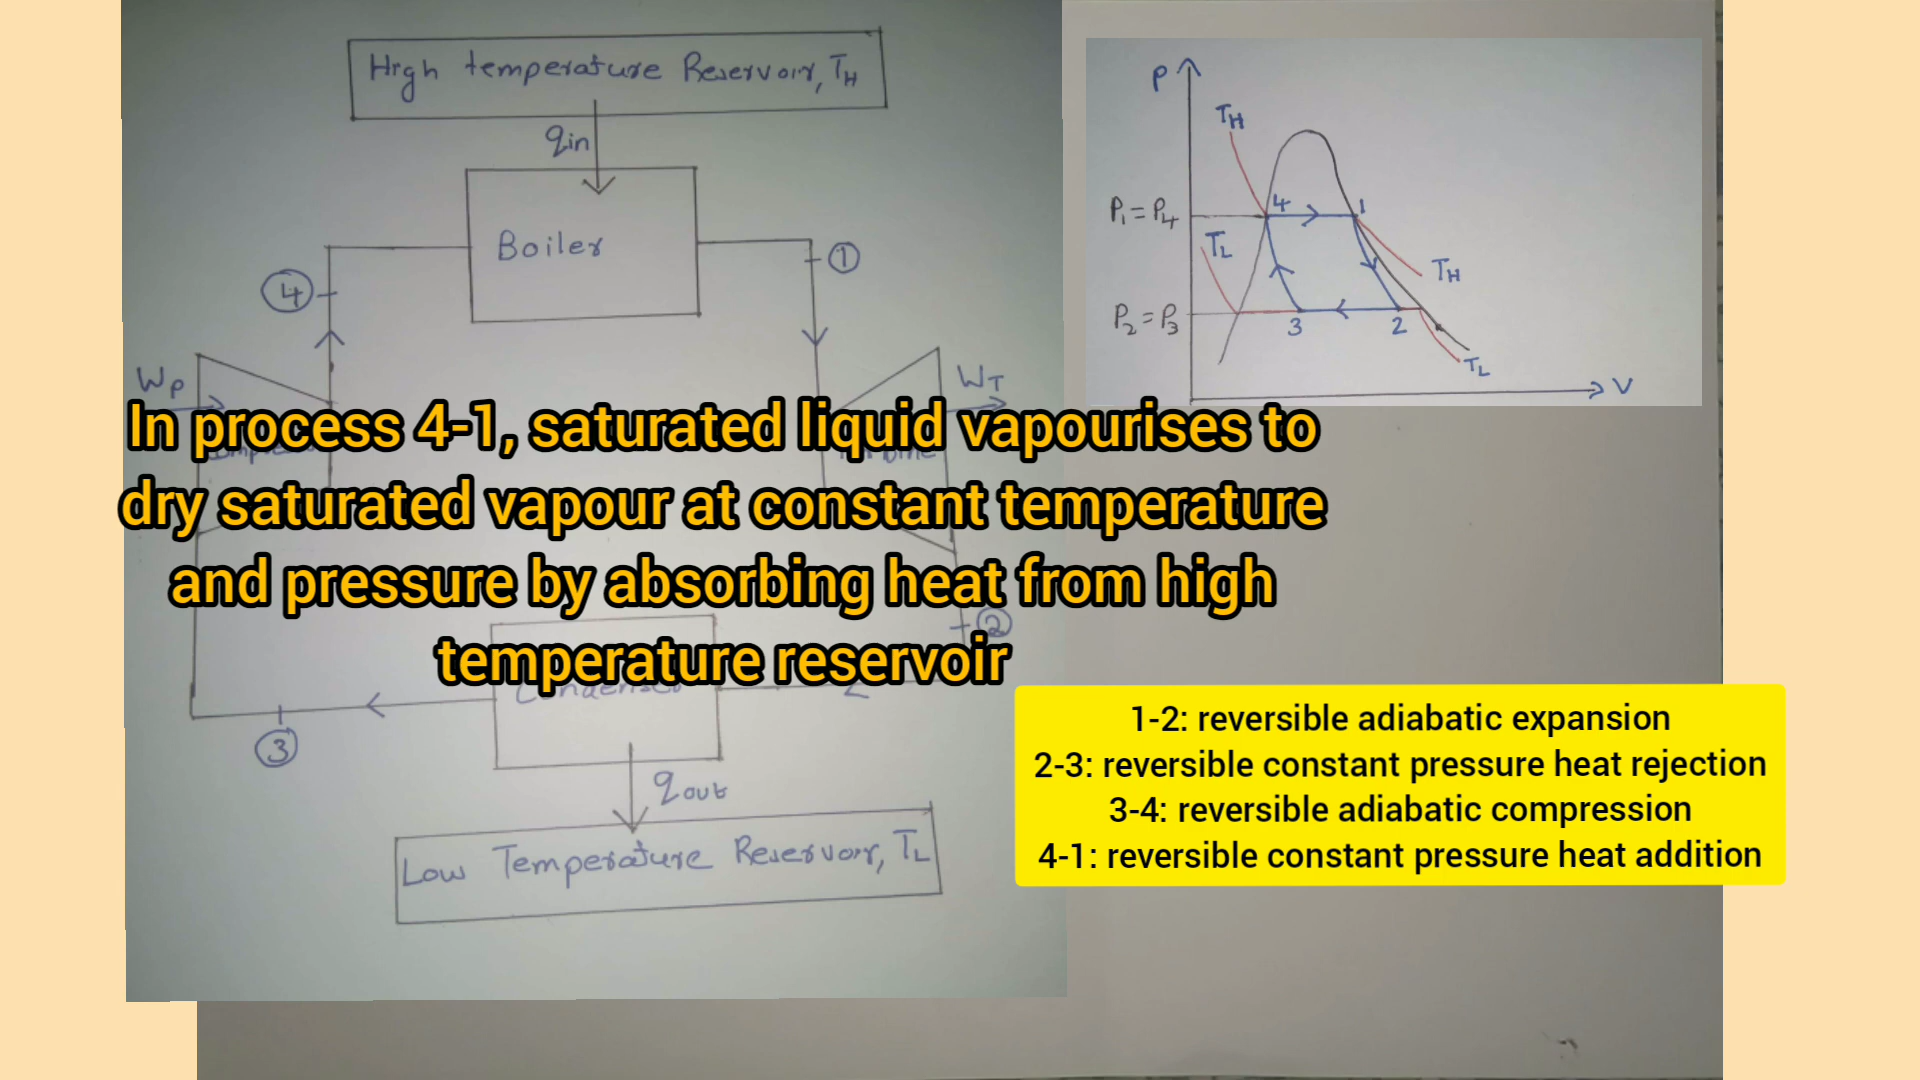 High temperature Reservoir, TH
qin
Boiler
4
1
WP
WT
In process 4-1, saturated liquid vapourises to
dry saturated vapour at constant temperature
and pressure by absorbing heat from high
temperature reservoir
2
3
qout
Low Temperature Reservoir, TL
P
TH
P1 = P4
4
1
TL
TH
P2 = P3
3
2
TL
V
1-2: reversible adiabatic expansion
2-3: reversible constant pressure heat rejection
3-4: reversible adiabatic compression
4-1: reversible constant pressure heat addition